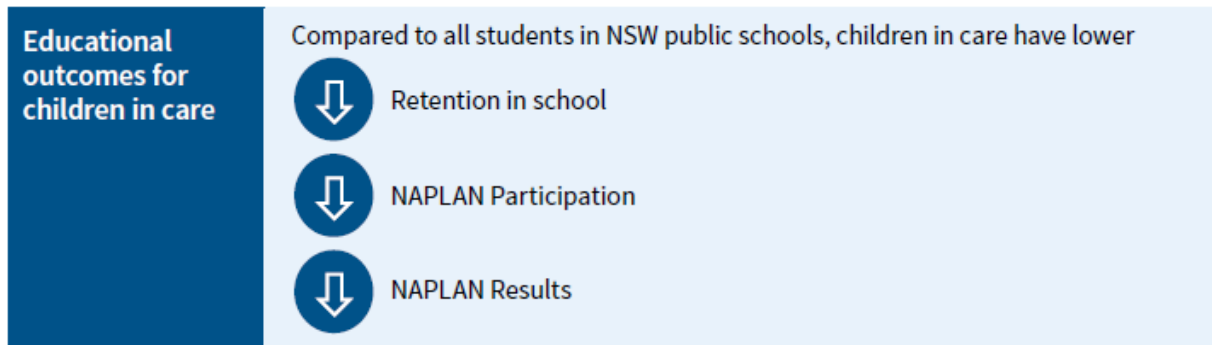 Educational
outcomes for
children in care
Compared to all students in NSW public schools, children in care have lower
Retention in school
NAPLAN Participation
NAPLAN Results